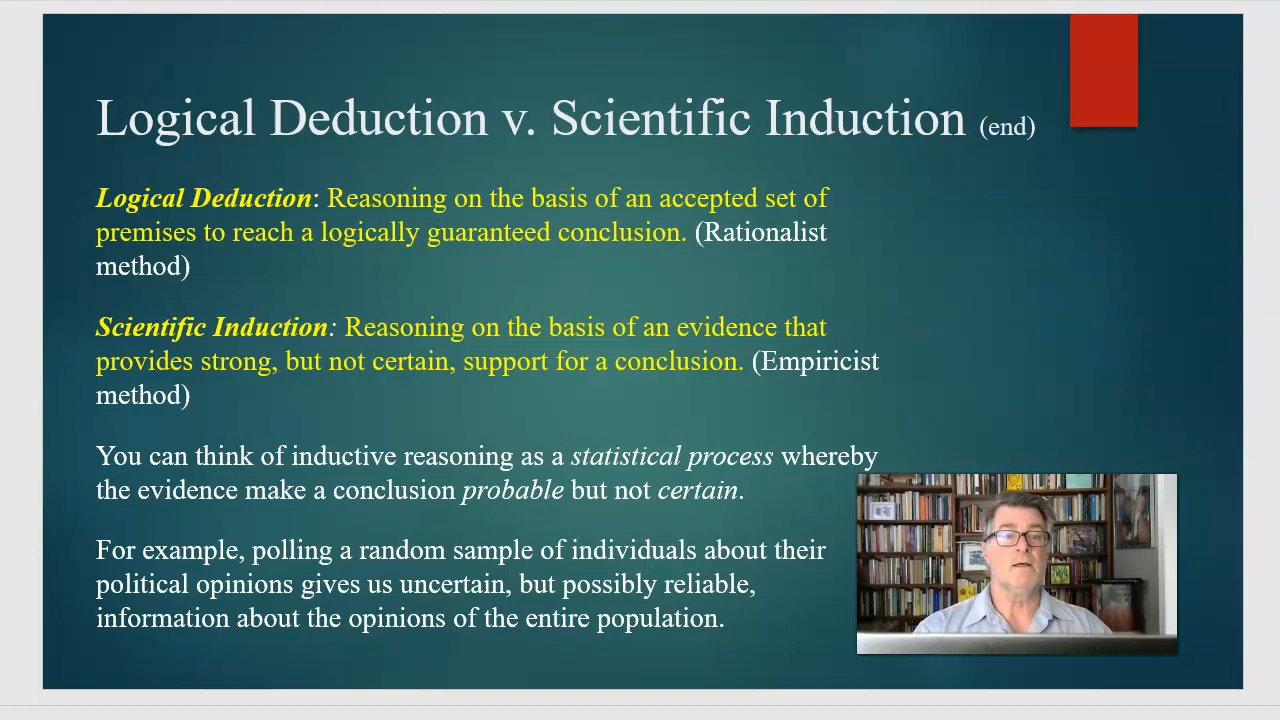 Logical Deduction v. Scientific Induction (end)
Logical Deduction: Reasoning on the basis of an accepted set of
premises to reach a logically guaranteed conclusion. (Rationalist
method)
Scientific Induction: Reasoning on the basis of an evidence that
provides strong, but not certain, support for a conclusion. (Empiricist
method)
You can think of inductive reasoning as a statistical process whereby
the evidence make a conclusion probable but not certain.
For example, polling a random sample of individuals about their
political opinions gives us uncertain, but possibly reliable,
information about the opinions of the entire population.